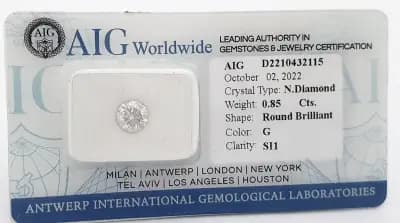 AIG Worldwide
LEADING AUTHORITY IN
GEMSTONES & JEWELRY CERTIFICATION
AIG D2210432115
October 02, 2022
Crystal Type: N.Diamond
Weight: 0.85 Cts.
Shape: Round Brilliant
Color: G
Clarity: SI1
MILAN | ANTWERP | LONDON | NEW YORK
TEL AVIV | LOS ANGELES | HOUSTON
ANTWERP INTERNATIONAL GEMOLOGICAL LABORATORIES